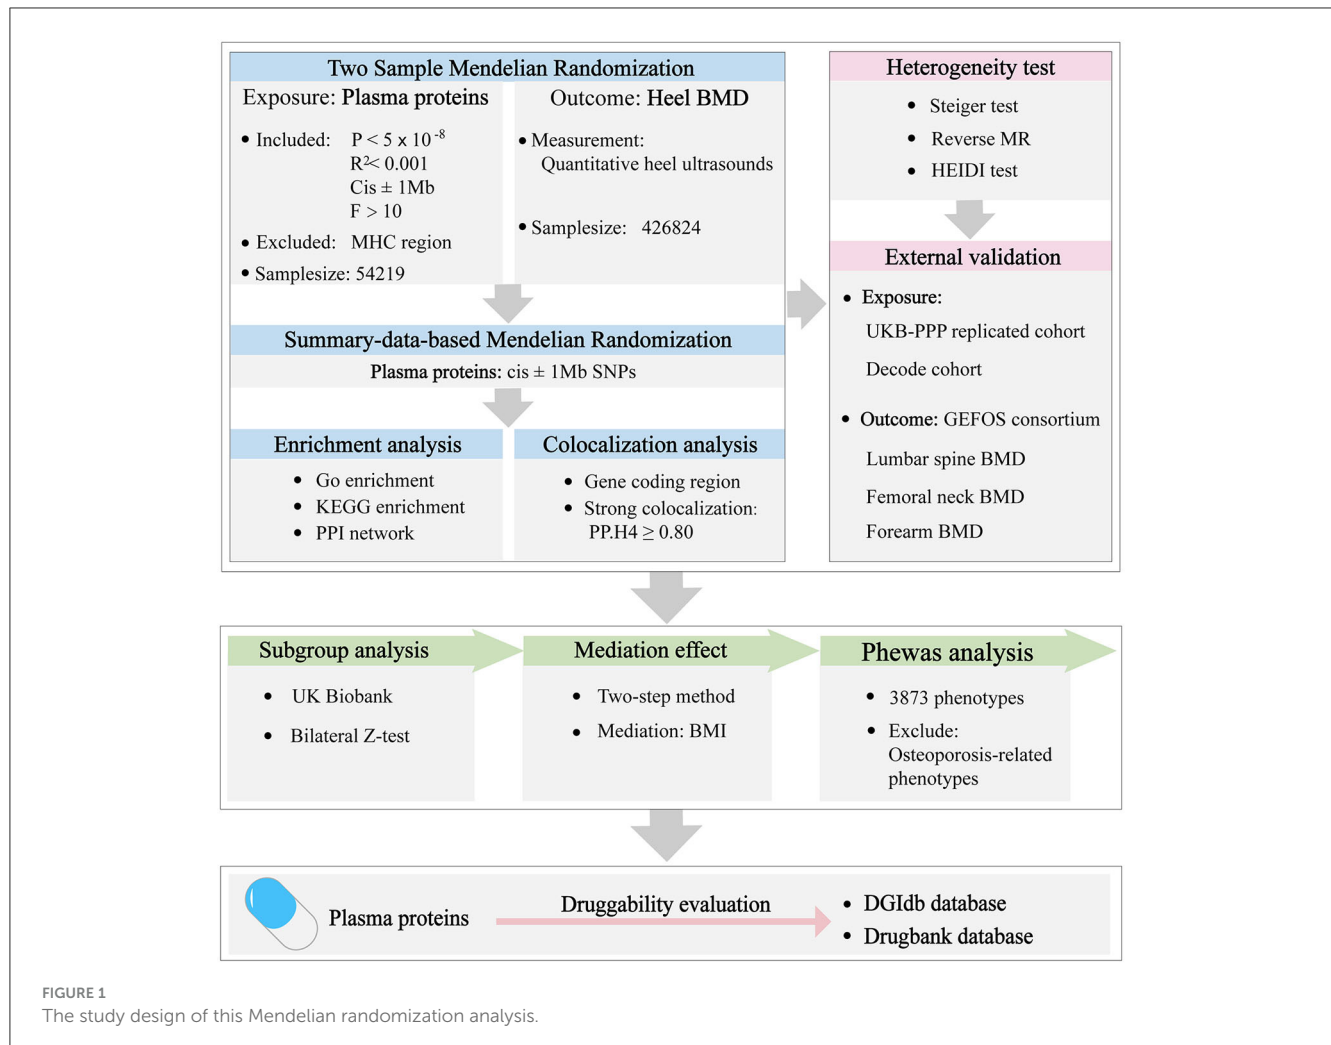 Two Sample Mendelian Randomization
Exposure: Plasma proteins
• Included: P < 5 x 10 -8
R²< 0.001
Cis ± 1Mb
F > 10
• Excluded: MHC region
• Samplesize: 54219
Outcome: Heel BMD
• Measurement:
Quantitative heel ultrasounds
• Samplesize: 426824
Summary-data-based Mendelian Randomization
Plasma proteins: cis ± 1Mb SNPs
Enrichment analysis
• Go enrichment
• KEGG enrichment
• PPI network
Colocalization analysis
• Gene coding region
• Strong colocalization:
PP.H4 ≥ 0.80
Heterogeneity test
• Steiger test
• Reverse MR
• HEIDI test
External validation
• Exposure:
UKB-PPP replicated cohort
Decode cohort
• Outcome: GEFOS consortium
Lumbar spine BMD
Femoral neck BMD
Forearm BMD
Subgroup analysis
• UK Biobank
• Bilateral Z-test
Mediation effect
• Two-step method
• Mediation: BMI
Phewas analysis
• 3873 phenotypes
• Exclude:
Osteoporosis-related
phenotypes
Plasma proteins
Druggability evaluation
• DGIdb database
• Drugbank database
FIGURE 1
The study design of this Mendelian randomization analysis.